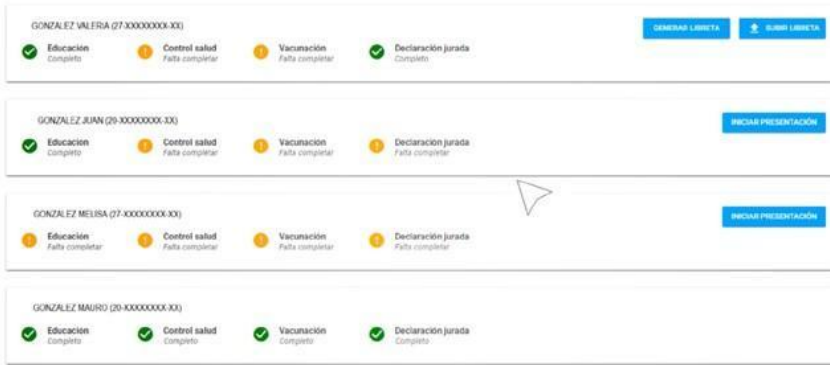 GONZALEZ VALERIA (27-XXXXXXXX-XX)
GENERAR LIBRETA SUBIR LIBRETA
Educación Control salud Vacunación Declaración jurada
Completo Falta completar Falta completar Completo
GONZALEZ JUAN (20-XXXXXXXX-XX)
INICIAR PRESENTACIÓN
Educación Control salud Vacunación Declaración jurada
Completo Falta completar Falta completar Falta completar
GONZALEZ MELISA (27-XXXXXXXX-XX)
INICIAR PRESENTACIÓN
Educación Control salud Vacunación Declaración jurada
Falta completar Falta completar Falta completar Falta completar
GONZALEZ MAURO (20-XXXXXXXX-XX)
Educación Control salud Vacunación Declaración jurada
Completo Completo Completo Completo